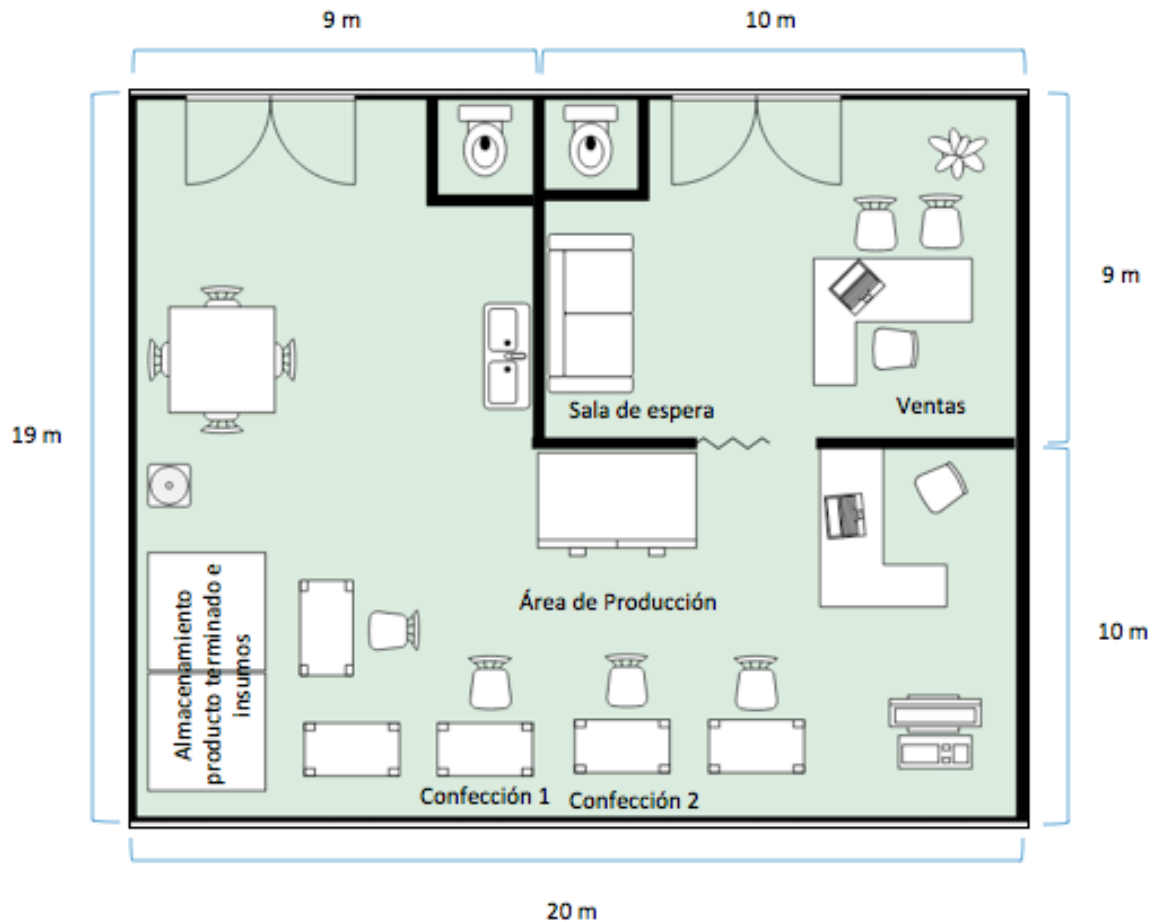 9 m
10 m
9 m
19 m
Sala de espera
Ventas
Almacenamiento
producto terminado e
insumos
Área de Producción
10 m
Confección 1
Confección 2
20 m